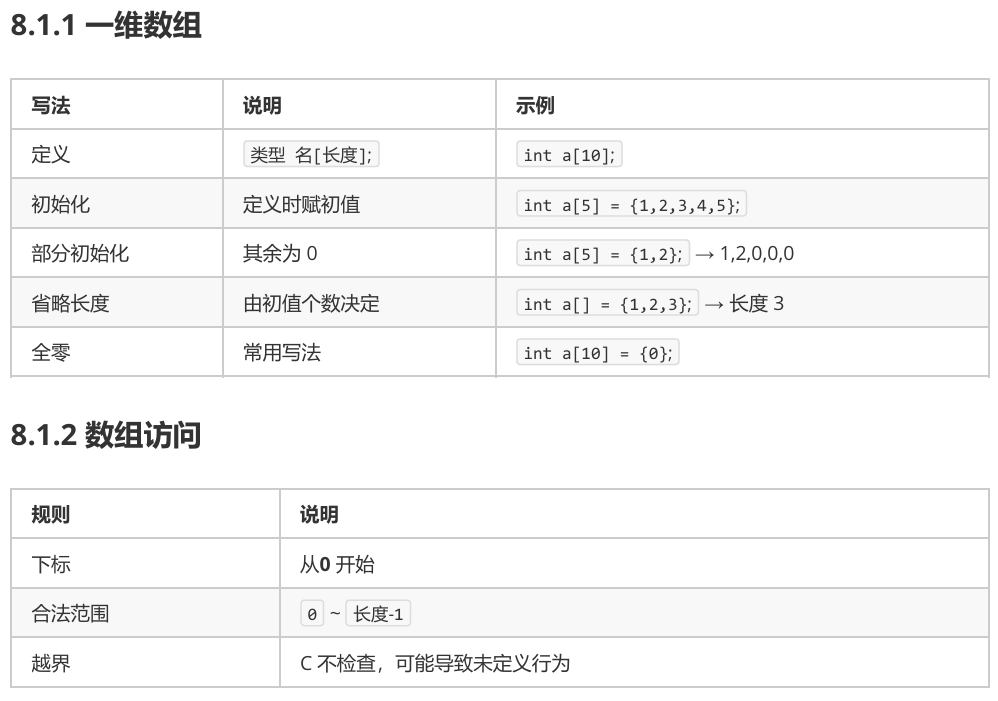 8.1.1 一维数组
写法 说明 示例
定义 类型 名[长度]; int a[10];
初始化 定义时赋初值 int a[5] = {1,2,3,4,5};
部分初始化 其余为 0 int a[5] = {1,2}; → 1,2,0,0,0
省略长度 由初值个数决定 int a[] = {1,2,3}; → 长度 3
全零 常用写法 int a[10] = {0};
8.1.2 数组访问
规则 说明
下标 从0 开始
合法范围 0 ~ 长度-1
越界 C 不检查，可能导致未定义行为